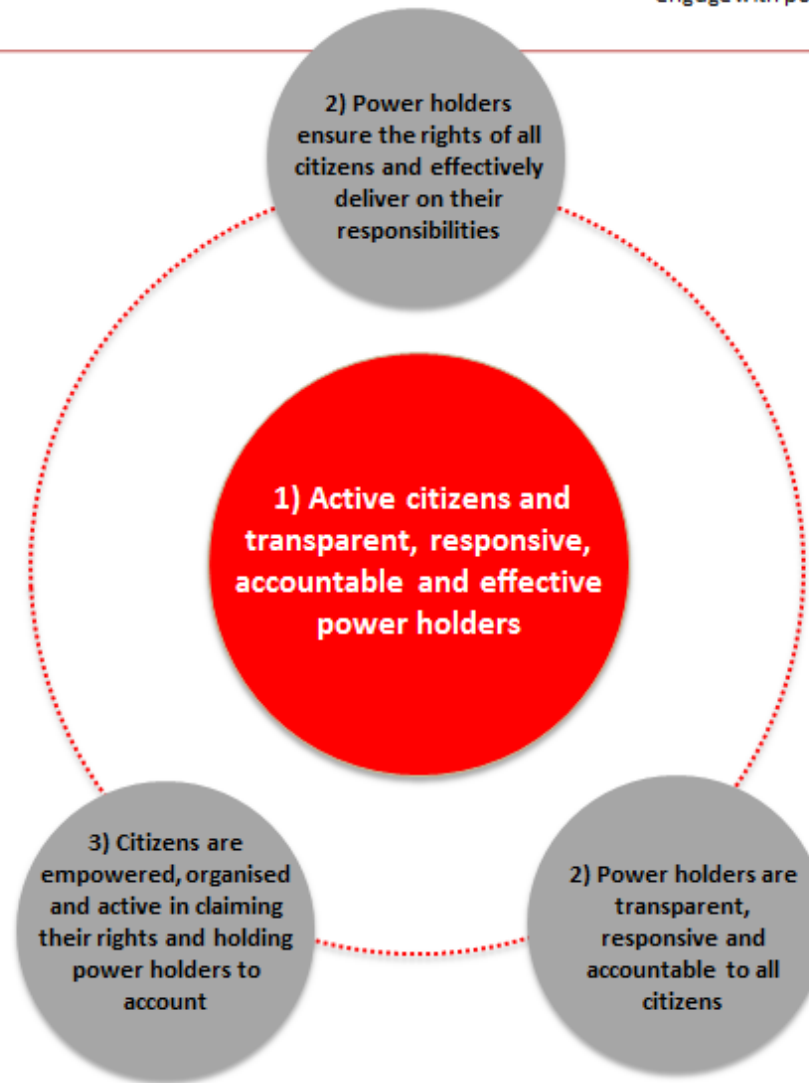 2) Power holders
ensure the rights of all
citizens and effectively
deliver on their
responsibilities
1) Active citizens and
transparent, responsive,
accountable and effective
power holders
3) Citizens are
empowered, organised
and active in claiming
their rights and holding
power holders to
account
2) Power holders are
transparent,
responsive and
accountable to all
citizens